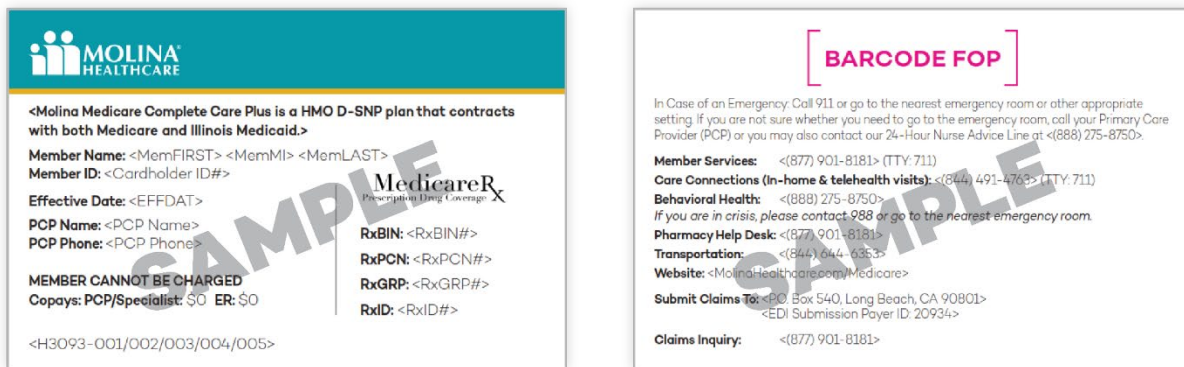 MOLINA®
HEALTHCARE
<Molina Medicare Complete Care Plus is a HMO D-SNP plan that contracts
with both Medicare and Illinois Medicaid.>
Member Name: <MemFIRST> <MemMI> <MemLAST>
Member ID: <Cardholder ID#>
Effective Date: <EFFDAT>
PCP Name: <PCP Name>
PCP Phone: <PCP Phone>
MEMBER CANNOT BE CHARGED
Copays: PCP/Specialist: $0 ER: $0
<H3093-001/002/003/004/005>
MedicareRx
Prescription Drug Coverage
RxBIN: <RxBIN#>
RxPCN: <RxPCN#>
RxGRP: <RxGRP#>
RxID: <RxID#>
SAMPLE
BARCODE FOP
In Case of an Emergency: Call 911 or go to the nearest emergency room or other appropriate
setting. If you are not sure whether you need to go to the emergency room, call your Primary Care
Provider (PCP) or you may also contact our 24-Hour Nurse Advice Line at <(888) 275-8750>.
Member Services: <(877) 901-8181> (TTY: 711)
Care Connections (In-home & telehealth visits): <(844) 491-4763> (TTY: 711)
Behavioral Health: <(888) 275-8750>
If you are in crisis, please contact 988 or go to the nearest emergency room.
Pharmacy Help Desk: <(877) 901-8181>
Transportation: <(844) 644-6353>
Website: <MolinaHealthcare.com/Medicare>
Submit Claims To: <P.O. Box 540, Long Beach, CA 90801>
<EDI Submission Payer ID: 20934>
Claims Inquiry: <(877) 901-8181>
SAMPLE